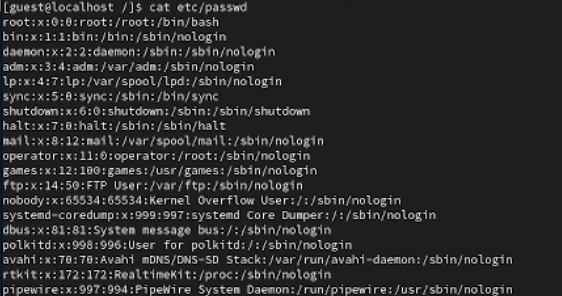 [guest@localhost /]$ cat etc/passwd
root:x:0:0:root:/root:/bin/bash
bin:x:1:1:bin:/bin:/sbin/nologin
daemon:x:2:2:daemon:/sbin:/sbin/nologin
adm:x:3:4:adm:/var/adm:/sbin/nologin
lp:x:4:7:lp:/var/spool/lpd:/sbin/nologin
sync:x:5:0:sync:/sbin:/bin/sync
shutdown:x:6:0:shutdown:/sbin:/sbin/shutdown
halt:x:7:0:halt:/sbin:/sbin/halt
mail:x:8:12:mail:/var/spool/mail:/sbin/nologin
operator:x:11:0:operator:/root:/sbin/nologin
games:x:12:100:games:/usr/games:/sbin/nologin
ftp:x:14:50:FTP User:/var/ftp:/sbin/nologin
nobody:x:65534:65534:Kernel Overflow User:/:/sbin/nologin
systemd-coredump:x:999:997:systemd Core Dumper:/:/sbin/nologin
dbus:x:81:81:System message bus:/:/sbin/nologin
polkitd:x:998:996:User for polkitd:/:/sbin/nologin
avahi:x:70:70:Avahi mDNS/DNS-SD Stack:/var/run/avahi-daemon:/sbin/nologin
rtkit:x:172:172:RealtimeKit:/proc:/sbin/nologin
pipewire:x:997:994:PipeWire System Daemon:/run/pipewire:/usr/sbin/nologin